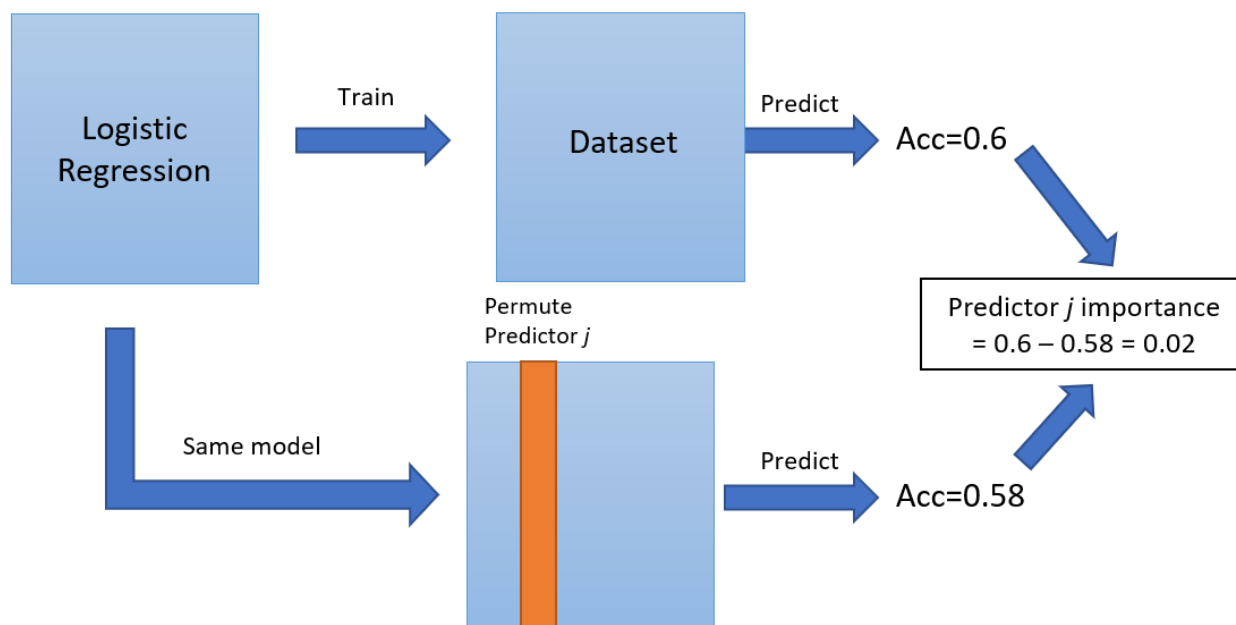 Logistic
Regression
Train
Dataset
Predict
Acc=0.6
Permute
Predictor j
Predictor j importance
= 0.6 – 0.58 = 0.02
Same model
Predict
Acc=0.58